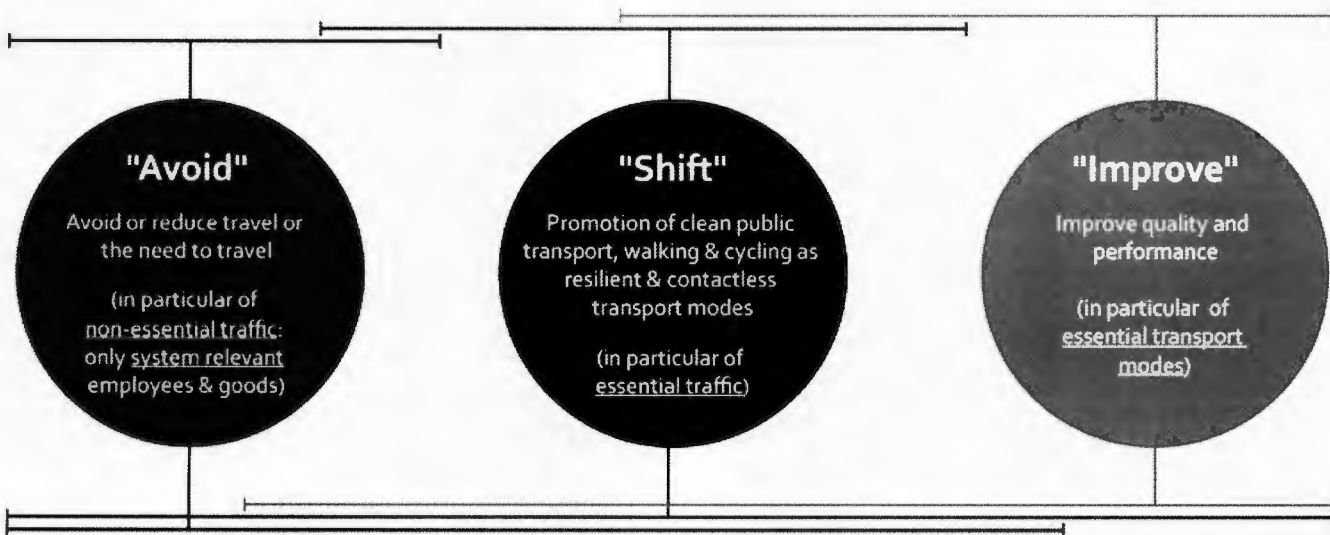 "Avoid"
Avoid or reduce travel or
the need to travel
(in particular of
non-essential traffic:
only system relevant
employees & goods)
"Shift"
Promotion of clean public
transport, walking & cycling as
resilient & contactless
transport modes
(in particular of
essential traffic)
"Improve"
Improve quality and
performance
(in particular of
essential transport
modes)